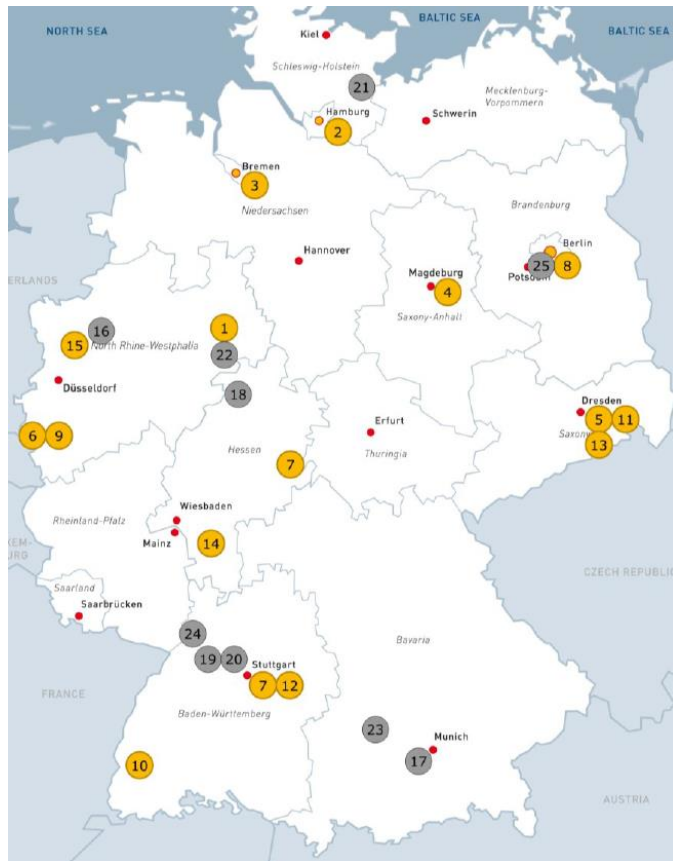 NORTH SEA
BALTIC SEA
BALTIC SEA
Kiel
Schleswig-Holstein
21
Mecklenburg-
Vorpommern
Hamburg
2
Schwerin
Bremen
3
Niedersachsen
Brandenburg
Hannover
Berlin
25
8
Magdeburg
4
Saxony-Anhalt
ERLANDS
16
15
North Rhine-Westphalia
1
22
18
Düsseldorf
Dresden
5
11
Saxony
13
Erfurt
Thuringia
6
9
Hessen
7
Rheinland-Pfalz
Wiesbaden
Mainz
14
URG
CZECH REPUBLIC
Saarland
Saarbrücken
24
19
20
Stuttgart
7
12
Bavaria
FRANCE
Baden-Württemberg
23
Munich
17
10
AUSTRIA